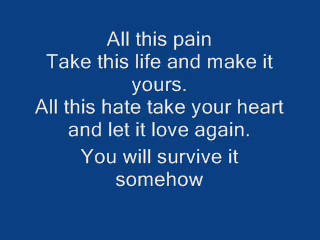 All this pain
Take this life and make it
yours.
All this hate take your heart
and let it love again.
You will survive it
somehow